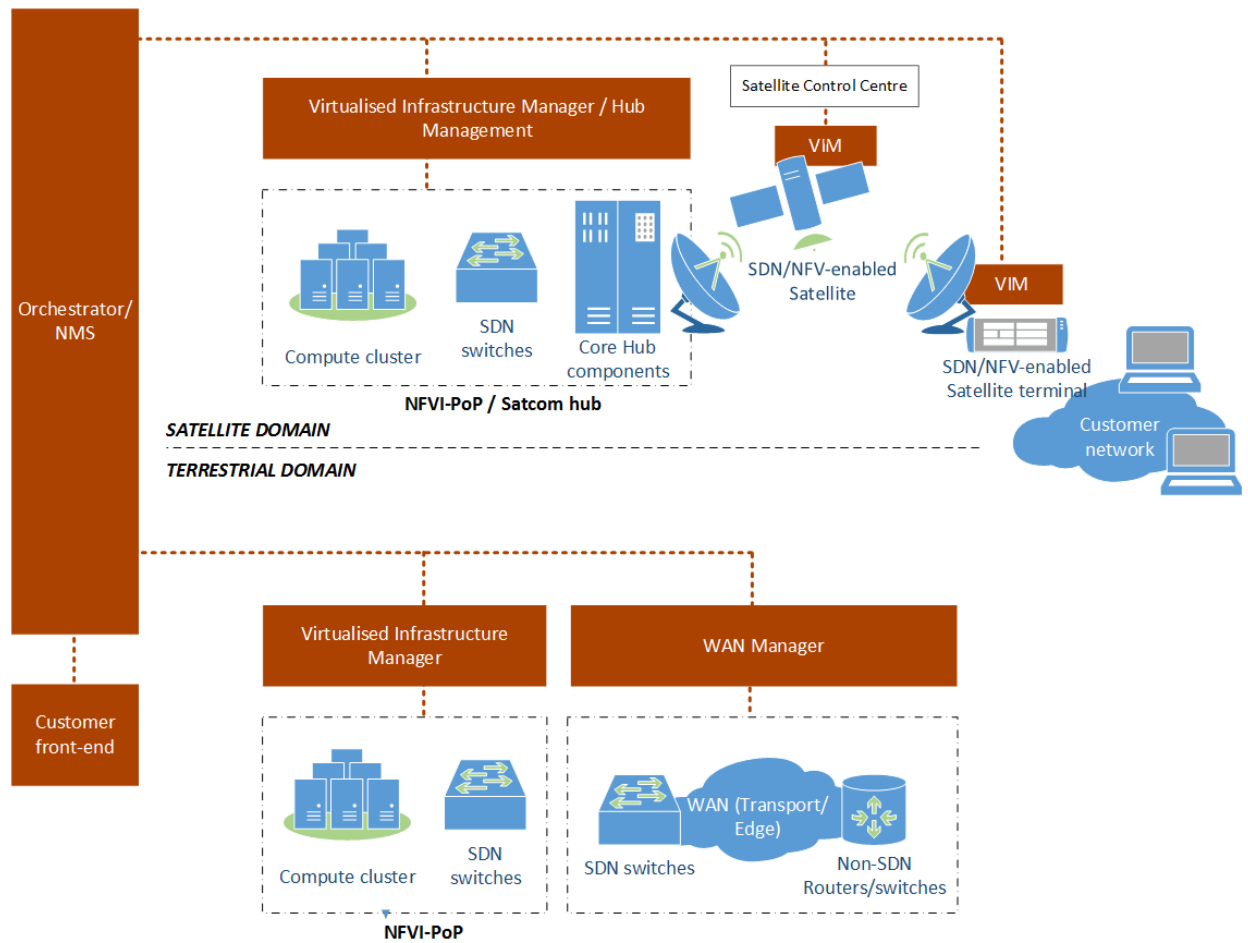 Satellite Control Centre
Virtualised Infrastructure Manager / Hub
Management
VIM
SDN/NFV-enabled
Satellite
VIM
Orchestrator/
NMS
Compute cluster
SDN
switches
Core Hub
components
SDN/NFV-enabled
Satellite terminal
NFVI-PoP / Satcom hub
Customer
network
SATELLITE DOMAIN
TERRESTRIAL DOMAIN
Virtualised Infrastructure
Manager
WAN Manager
Customer
front-end
Compute cluster
SDN
switches
SDN switches
WAN (Transport/
Edge)
Non-SDN
Routers/switches
NFVI-PoP